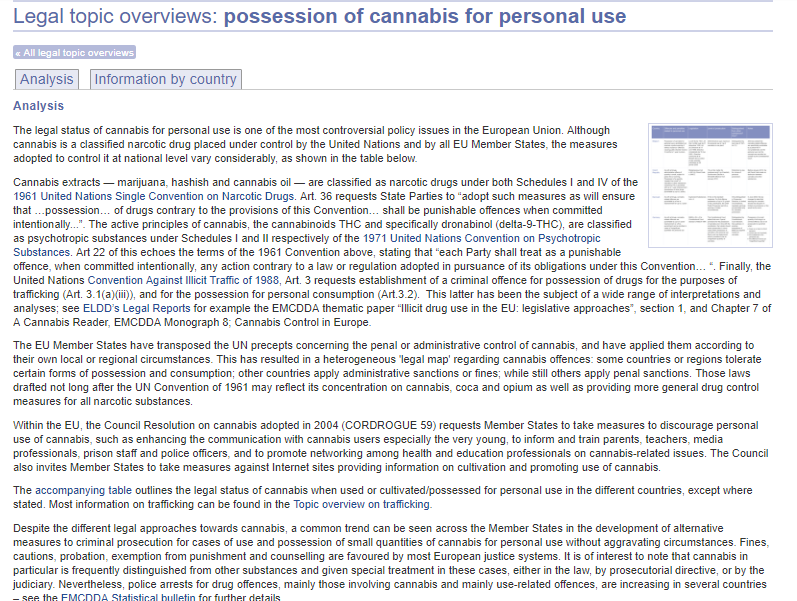 Legal topic overviews: possession of cannabis for personal use
« All legal topic overviews
Analysis
Information by country
Analysis
The legal status of cannabis for personal use is one of the most controversial policy issues in the European Union. Although
cannabis is a classified narcotic drug placed under control by the United Nations and by all EU Member States, the measures
adopted to control it at national level vary considerably, as shown in the table below.
Cannabis extracts — marijuana, hashish and cannabis oil — are classified as narcotic drugs under both Schedules I and IV of the
1961 United Nations Single Convention on Narcotic Drugs. Art. 36 requests State Parties to “adopt such measures as will ensure
that …possession… of drugs contrary to the provisions of this Convention… shall be punishable offences when committed
intentionally…”. The active principles of cannabis, the cannabinoids THC and specifically dronabinol (delta-9-THC), are classified
as psychotropic substances under Schedules I and II respectively of the 1971 United Nations Convention on Psychotropic
Substances. Art 22 of this echoes the terms of the 1961 Convention above, stating that “each Party shall treat as a punishable
offence, when committed intentionally, any action contrary to a law or regulation adopted in pursuance of its obligations under this Convention… “. Finally, the
United Nations Convention Against Illicit Traffic of 1988, Art. 3 requests establishment of a criminal offence for possession of drugs for the purposes of
trafficking (Art. 3.1(a)(iii)), and for the possession for personal consumption (Art.3.2). This latter has been the subject of a wide range of interpretations and
analyses; see ELDD’s Legal Reports for example the EMCDDA thematic paper “Illicit drug use in the EU: legislative approaches”, section 1, and Chapter 7 of
A Cannabis Reader, EMCDDA Monograph 8; Cannabis Control in Europe.
The EU Member States have transposed the UN precepts concerning the penal or administrative control of cannabis, and have applied them according to
their own local or regional circumstances. This has resulted in a heterogeneous 'legal map' regarding cannabis offences: some countries or regions tolerate
certain forms of possession and consumption; other countries apply administrative sanctions or fines; while still others apply penal sanctions. Those laws
drafted not long after the UN Convention of 1961 may reflect its concentration on cannabis, coca and opium as well as providing more general drug control
measures for all narcotic substances.
Within the EU, the Council Resolution on cannabis adopted in 2004 (CORDROGUE 59) requests Member States to take measures to discourage personal
use of cannabis, such as enhancing the communication with cannabis users especially the very young, to inform and train parents, teachers, media
professionals, prison staff and police officers, and to promote networking among health and education professionals on cannabis-related issues. The Council
also invites Member States to take measures against Internet sites providing information on cultivation and promoting use of cannabis.
The accompanying table outlines the legal status of cannabis when used or cultivated/possessed for personal use in the different countries, except where
stated. Most information on trafficking can be found in the Topic overview on trafficking.
Despite the different legal approaches towards cannabis, a common trend can be seen across the Member States in the development of alternative
measures to criminal prosecution for cases of use and possession of small quantities of cannabis for personal use without aggravating circumstances. Fines,
cautions, probation, exemption from punishment and counselling are favoured by most European justice systems. It is of interest to note that cannabis in
particular is frequently distinguished from other substances and given special treatment in these cases, either in the law, by prosecutorial directive, or by the
judiciary. Nevertheless, police arrests for drug offences, mainly those involving cannabis and mainly use-related offences, are increasing in several countries
– see the EMCDDA Statistical bulletin for further details.